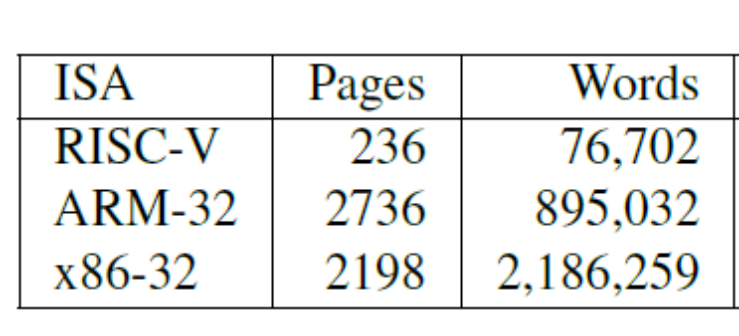 ISA Pages Words
RISC-V 236 76,702
ARM-32 2736 895,032
x86-32 2198 2,186,259